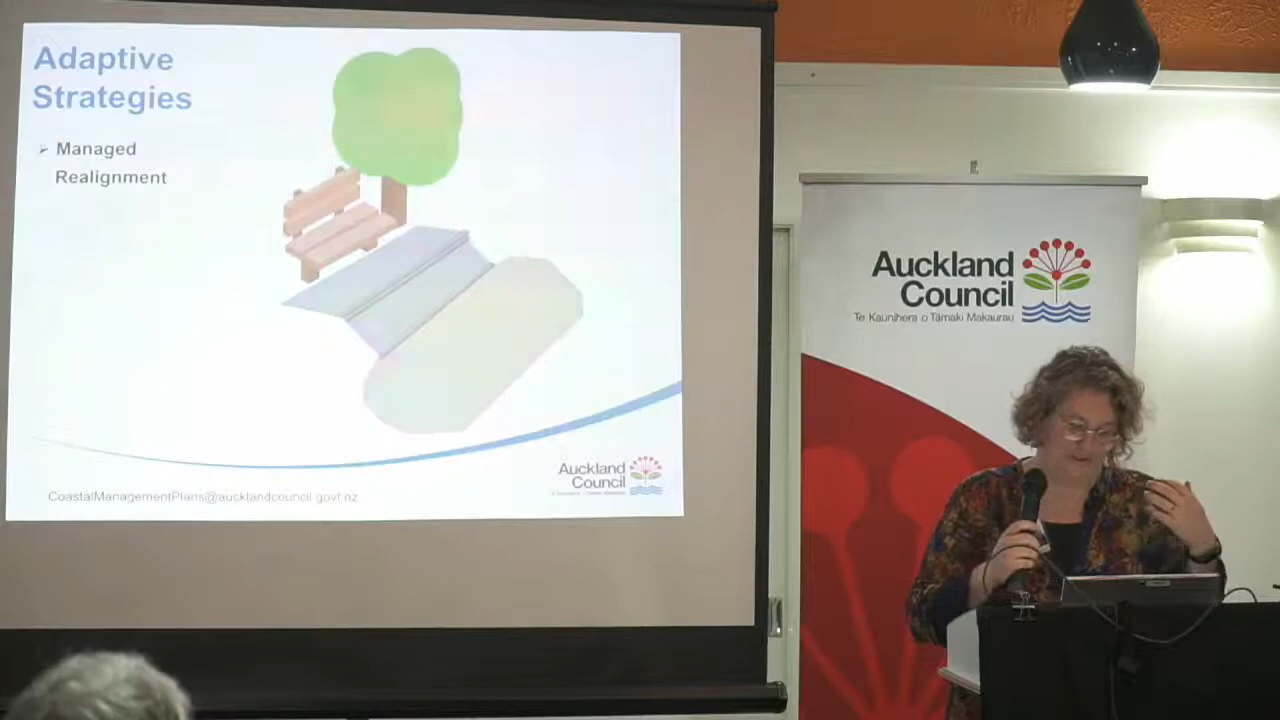 Adaptive
Strategies
➢ Managed
Realignment
CoastalManagementPlans@aucklandcouncil.govt.nz
Auckland
Council
Auckland
Council
Te Kaunihera o Tāmaki Makaurau